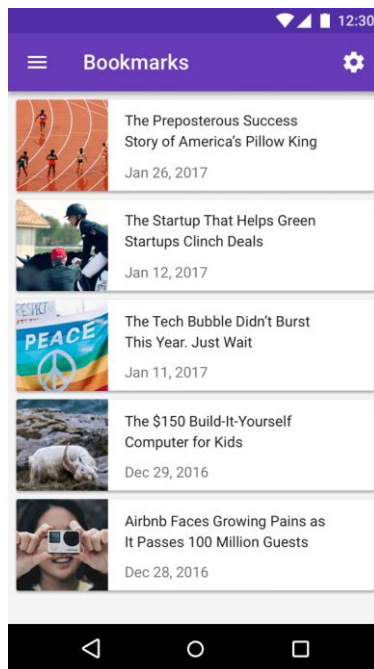 12:30
Bookmarks
The Preposterous Success
Story of America's Pillow King
Jan 26, 2017
The Startup That Helps Green
Startups Clinch Deals
Jan 12, 2017
RESPECT
PEACE
The Tech Bubble Didn't Burst
This Year. Just Wait
Jan 11, 2017
The $150 Build-It-Yourself
Computer for Kids
Dec 29, 2016
Airbnb Faces Growing Pains as
It Passes 100 Million Guests
Dec 28, 2016